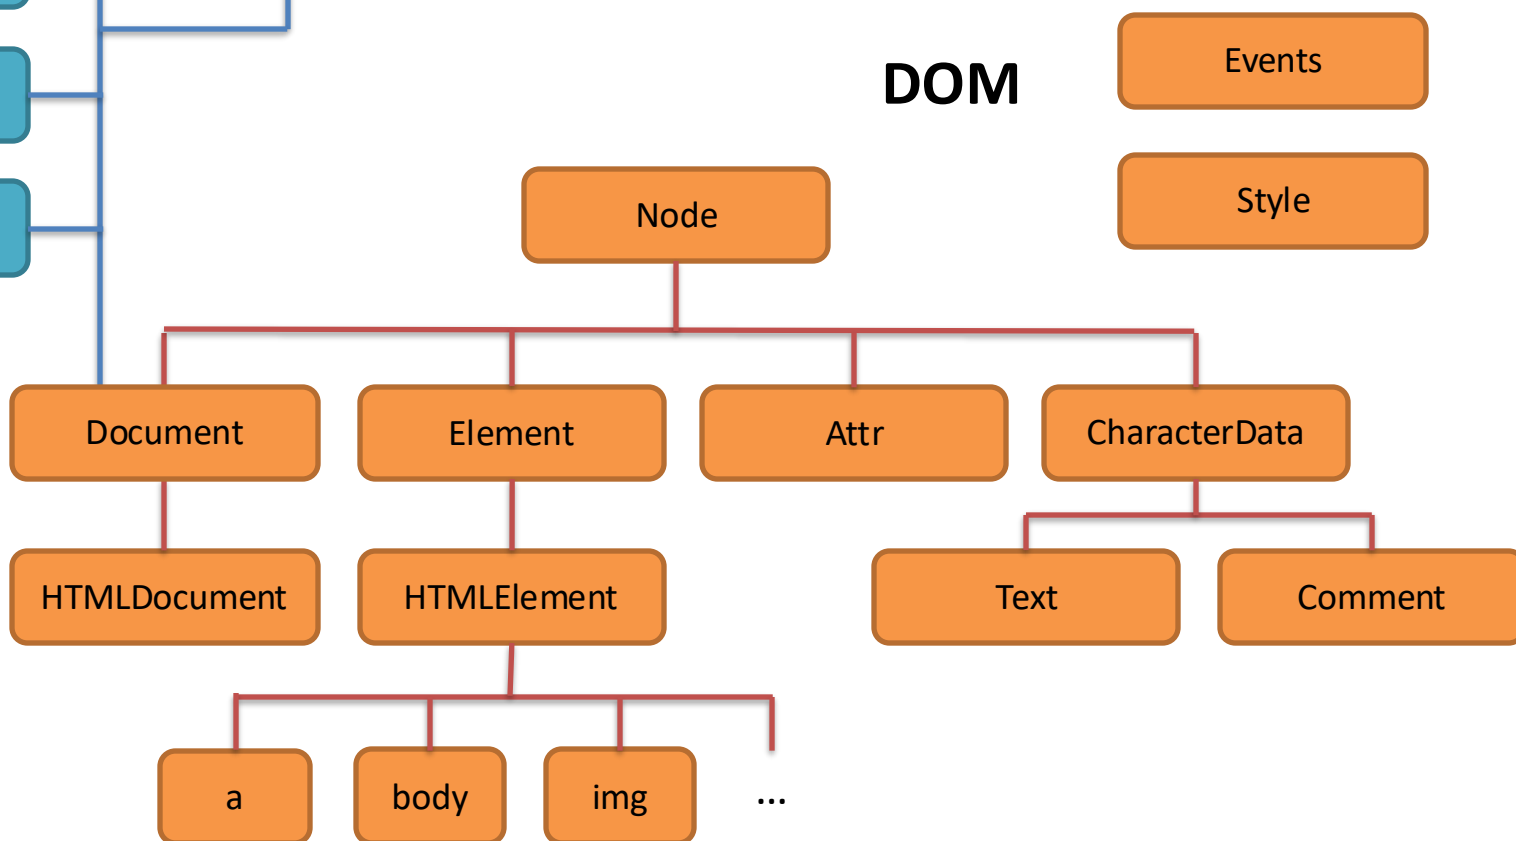 DOM
Events
Style
Node
Document
Element
Attr
CharacterData
HTMLDocument
HTMLElement
Text
Comment
a
body
img
...